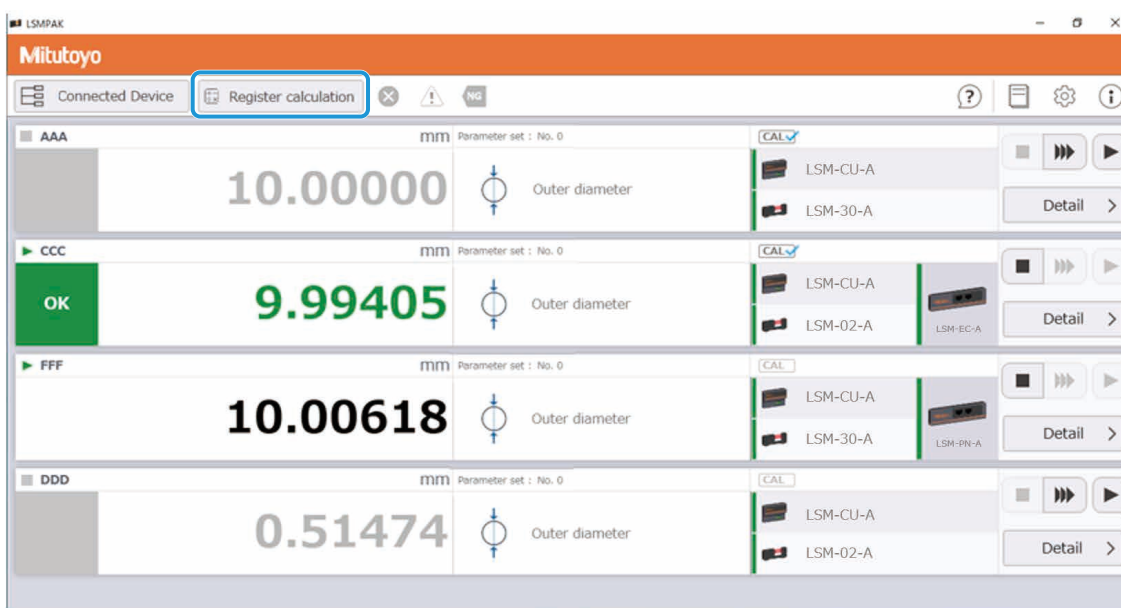 LSMPAK
Mitutoyo
Connected Device Register calculation NG
AAA mm Parameter set : No. 0 CAL
10.00000 Outer diameter LSM-CU-A
LSM-30-A
Detail
CCC mm Parameter set : No. 0 CAL
OK 9.99405 Outer diameter LSM-CU-A
LSM-02-A LSM-EC-A
Detail
FFF mm Parameter set : No. 0 CAL
10.00618 Outer diameter LSM-CU-A
LSM-30-A LSM-PN-A
Detail
DDD mm Parameter set : No. 0 CAL
0.51474 Outer diameter LSM-CU-A
LSM-02-A
Detail